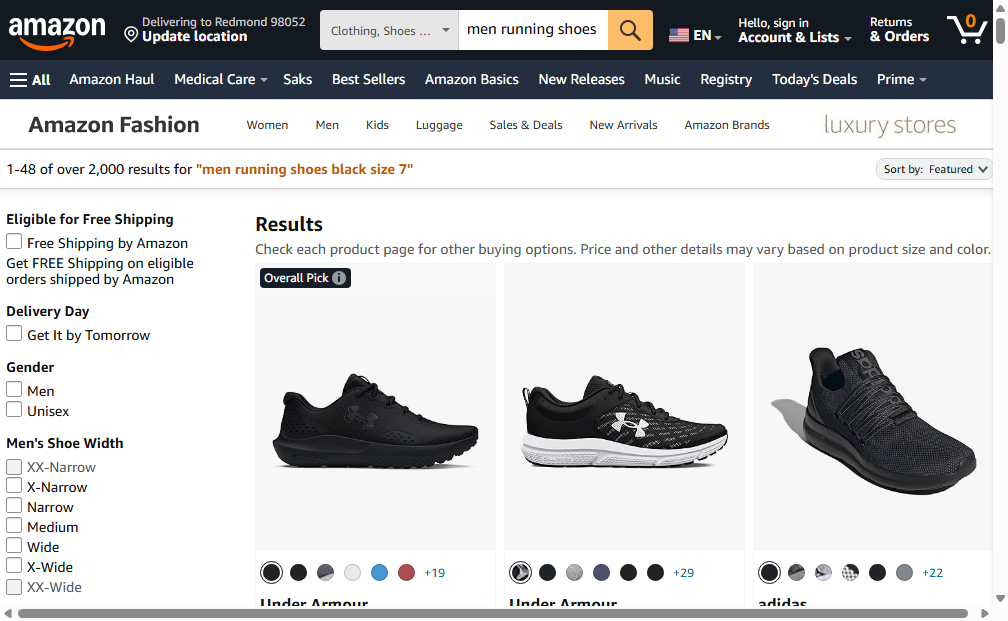 amazon
Delivering to Redmond 98052
Update location
Clothing, Shoes ...
men running shoes
EN
Hello, sign in
Account & Lists
Returns
& Orders
0
All
Amazon Haul
Medical Care
Saks
Best Sellers
Amazon Basics
New Releases
Music
Registry
Today's Deals
Prime
Amazon Fashion
Women
Men
Kids
Luggage
Sales & Deals
New Arrivals
Amazon Brands
luxury stores
1-48 of over 2,000 results for "men running shoes black size 7"
Sort by: Featured
Eligible for Free Shipping
Free Shipping by Amazon
Get FREE Shipping on eligible
orders shipped by Amazon
Delivery Day
Get It by Tomorrow
Gender
Men
Unisex
Men's Shoe Width
XX-Narrow
X-Narrow
Narrow
Medium
Wide
X-Wide
XX-Wide
Results
Check each product page for other buying options. Price and other details may vary based on product size and color.
Overall Pick
+19
+29
+22
Under Armour
Under Armour
adidas